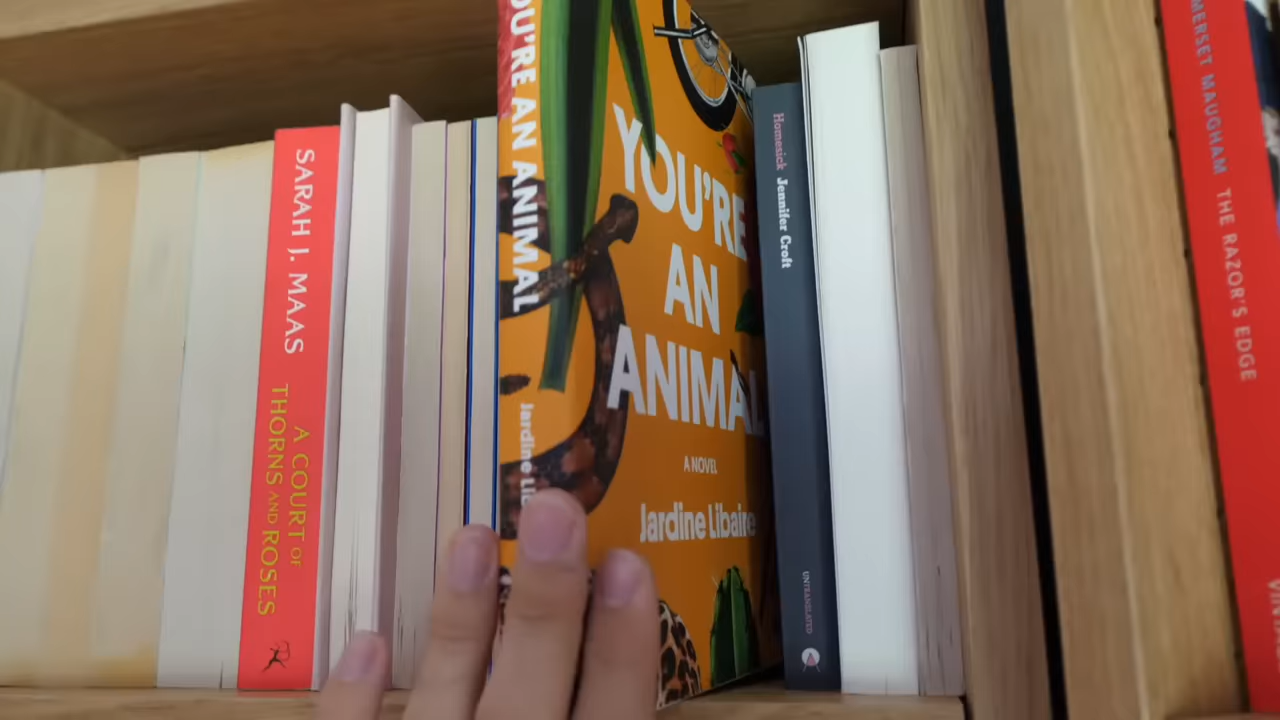 SARAH J. MAAS
A COURT OF
THORNS AND ROSES
YOU'RE AN ANIMAL
Jardine
YOU'RE
AN
ANIMAL
A NOVEL
Jardine Libaire
Homesick Jennifer Croft
UNTRANSLATED
MERSET MAUGHAM THE RAZOR'S EDGE